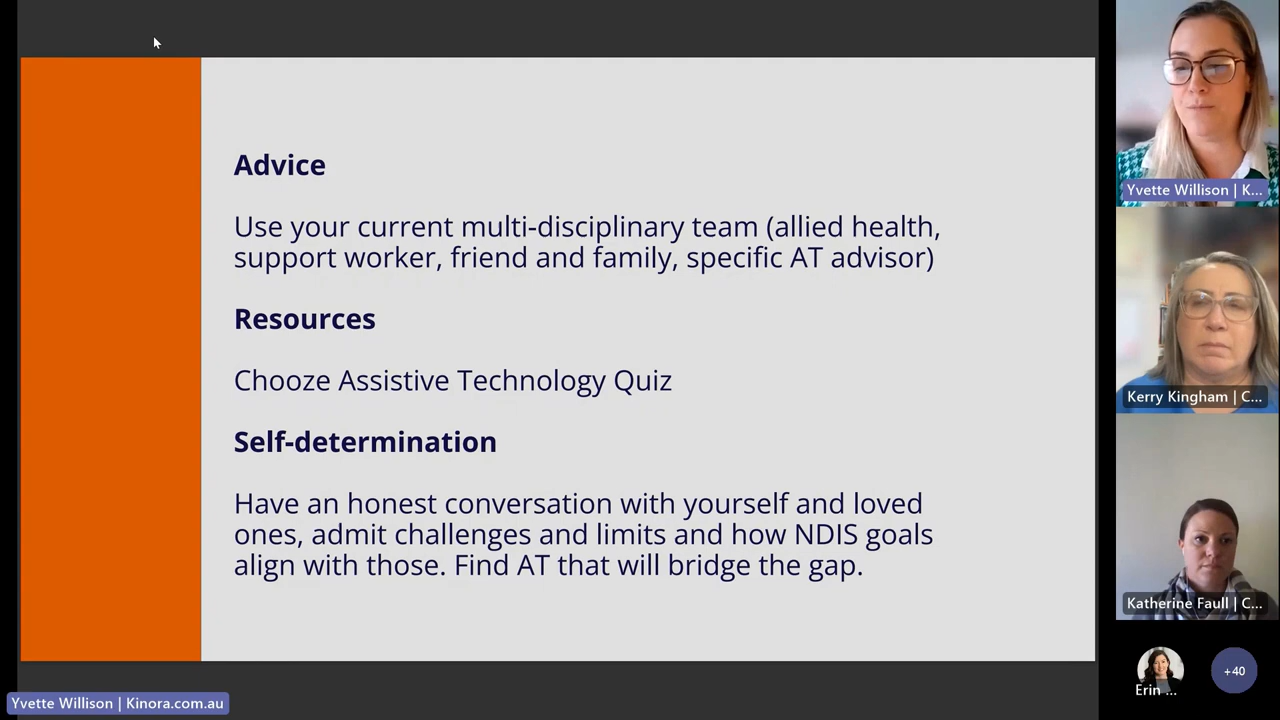 Advice
Use your current multi-disciplinary team (allied health,
support worker, friend and family, specific AT advisor)
Resources
Chooze Assistive Technology Quiz
Self-determination
Have an honest conversation with yourself and loved
ones, admit challenges and limits and how NDIS goals
align with those. Find AT that will bridge the gap.
Yvette Willison | K...
Kerry Kingham | C...
Katherine Faull | C...
Erin ...
+40
Yvette Willison | Kinora.com.au